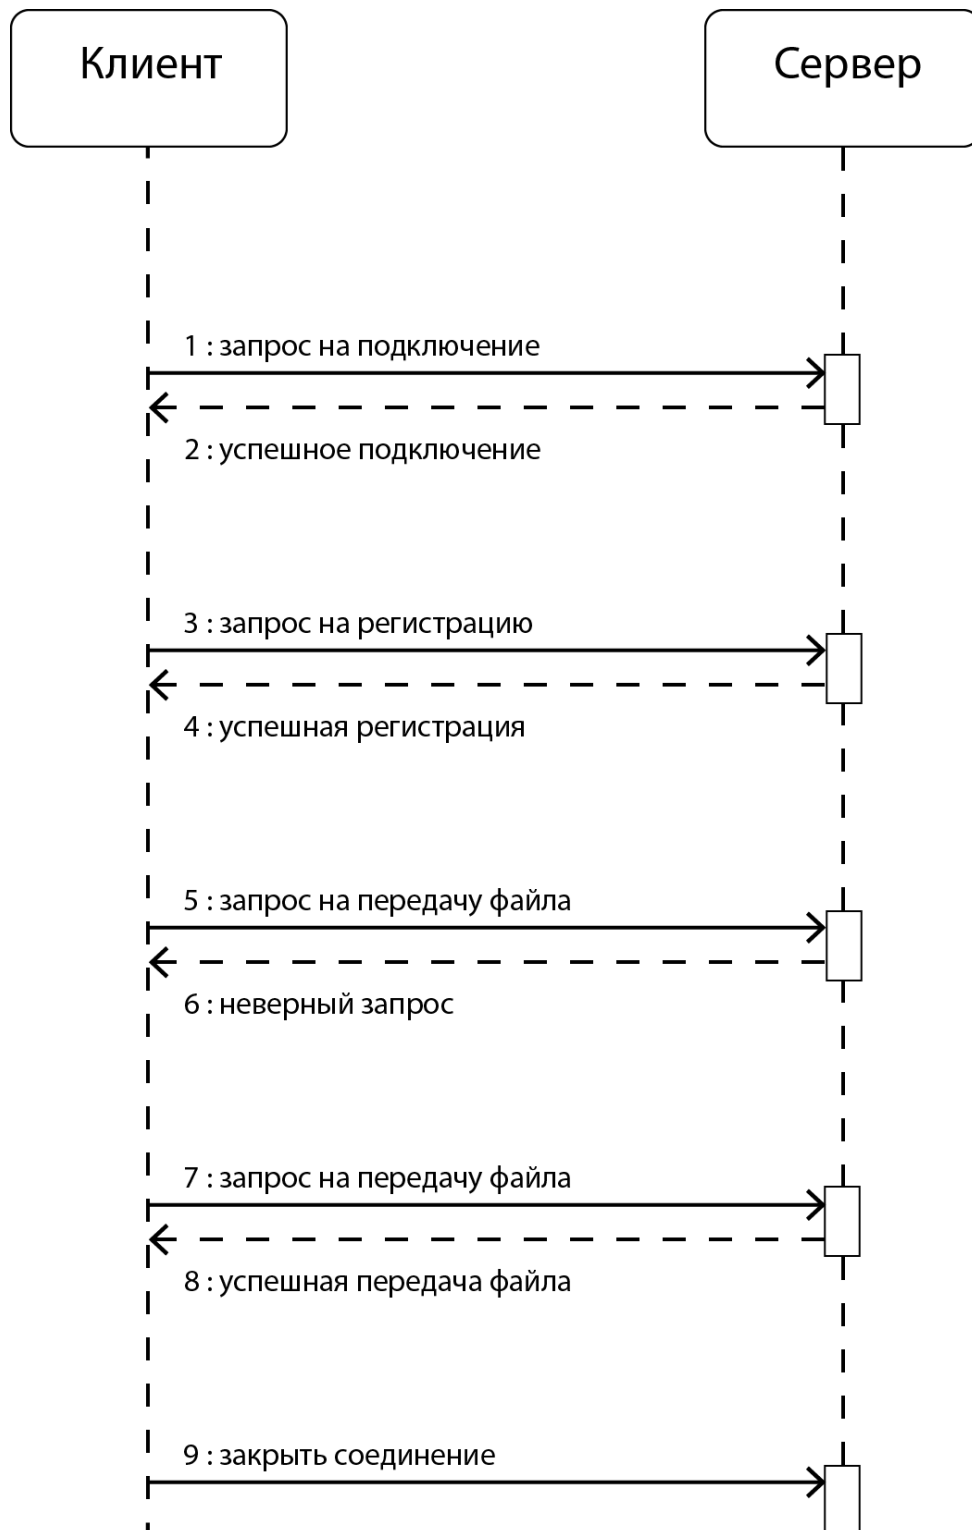 Клиент
Сервер
1 : запрос на подключение
2 : успешное подключение
3 : запрос на регистрацию
4 : успешная регистрация
5 : запрос на передачу файла
6 : неверный запрос
7 : запрос на передачу файла
8 : успешная передача файла
9 : закрыть соединение